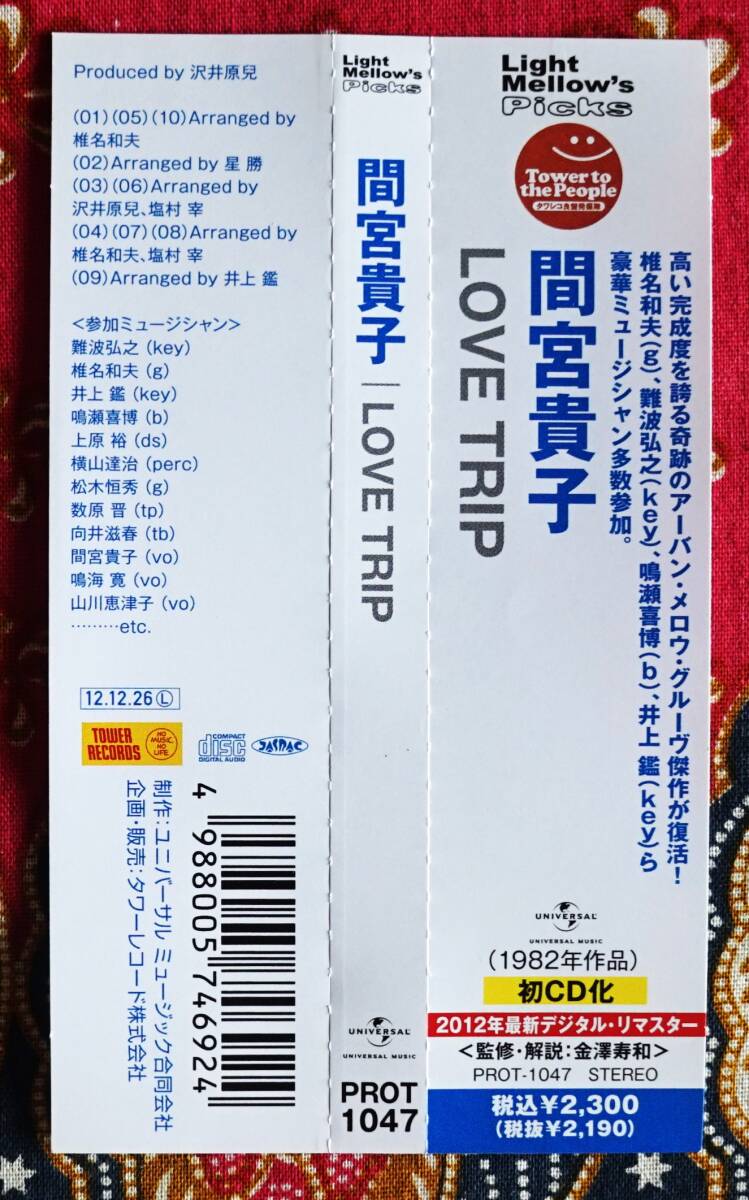 Produced by 沢井原兒
(01)(05)(10)Arranged by
椎名和夫
(02)Arranged by 星 勝
(03)(06)Arranged by
沢井原兒、塩村 宰
(04)(07)(08)Arranged by
椎名和夫、塩村 宰
(09)Arranged by 井上 鑑
<参加ミュージシャン>
難波弘之(key)
椎名和夫(g)
井上 鑑(key)
鳴瀬喜博(b)
上原 裕(ds)
横山達治(perc)
松木恒秀(g)
数原 晋(tp)
向井滋春(tb)
間宮貴子(vo)
鳴海 寛(vo)
山川恵津子(vo)
………etc.
12.12.26 Ⓛ
TOWER
RECORDS
NO
MUSIC,
NO
LIFE.
COMPACT
disc
DIGITAL AUDIO
JASRAC
4 988005 746924
制作:ユニバーサル ミュージック合同会社
企画・販売:タワーレコード株式会社
Light
Mellow's
Picks
間宮貴子|LOVE TRIP
UNIVERSAL
UNIVERSAL MUSIC
PROT
1047
Light
Mellow's
Picks
Tower to
the People
タワレコ良盤発掘隊
高い完成度を誇る奇跡のアーバン・メロウ・グルーヴ傑作が復活!
椎名和夫(g)、難波弘之(key)、鳴瀬喜博(b)、井上 鑑(key)ら
豪華ミュージシャン多数参加。
間宮貴子
LOVE TRIP
UNIVERSAL
UNIVERSAL MUSIC
(1982年作品)
初CD化
2012年最新デジタル・リマスター
<監修・解説:金澤寿和>
PROT-1047 STEREO
税込¥2,300
(税抜¥2,190)